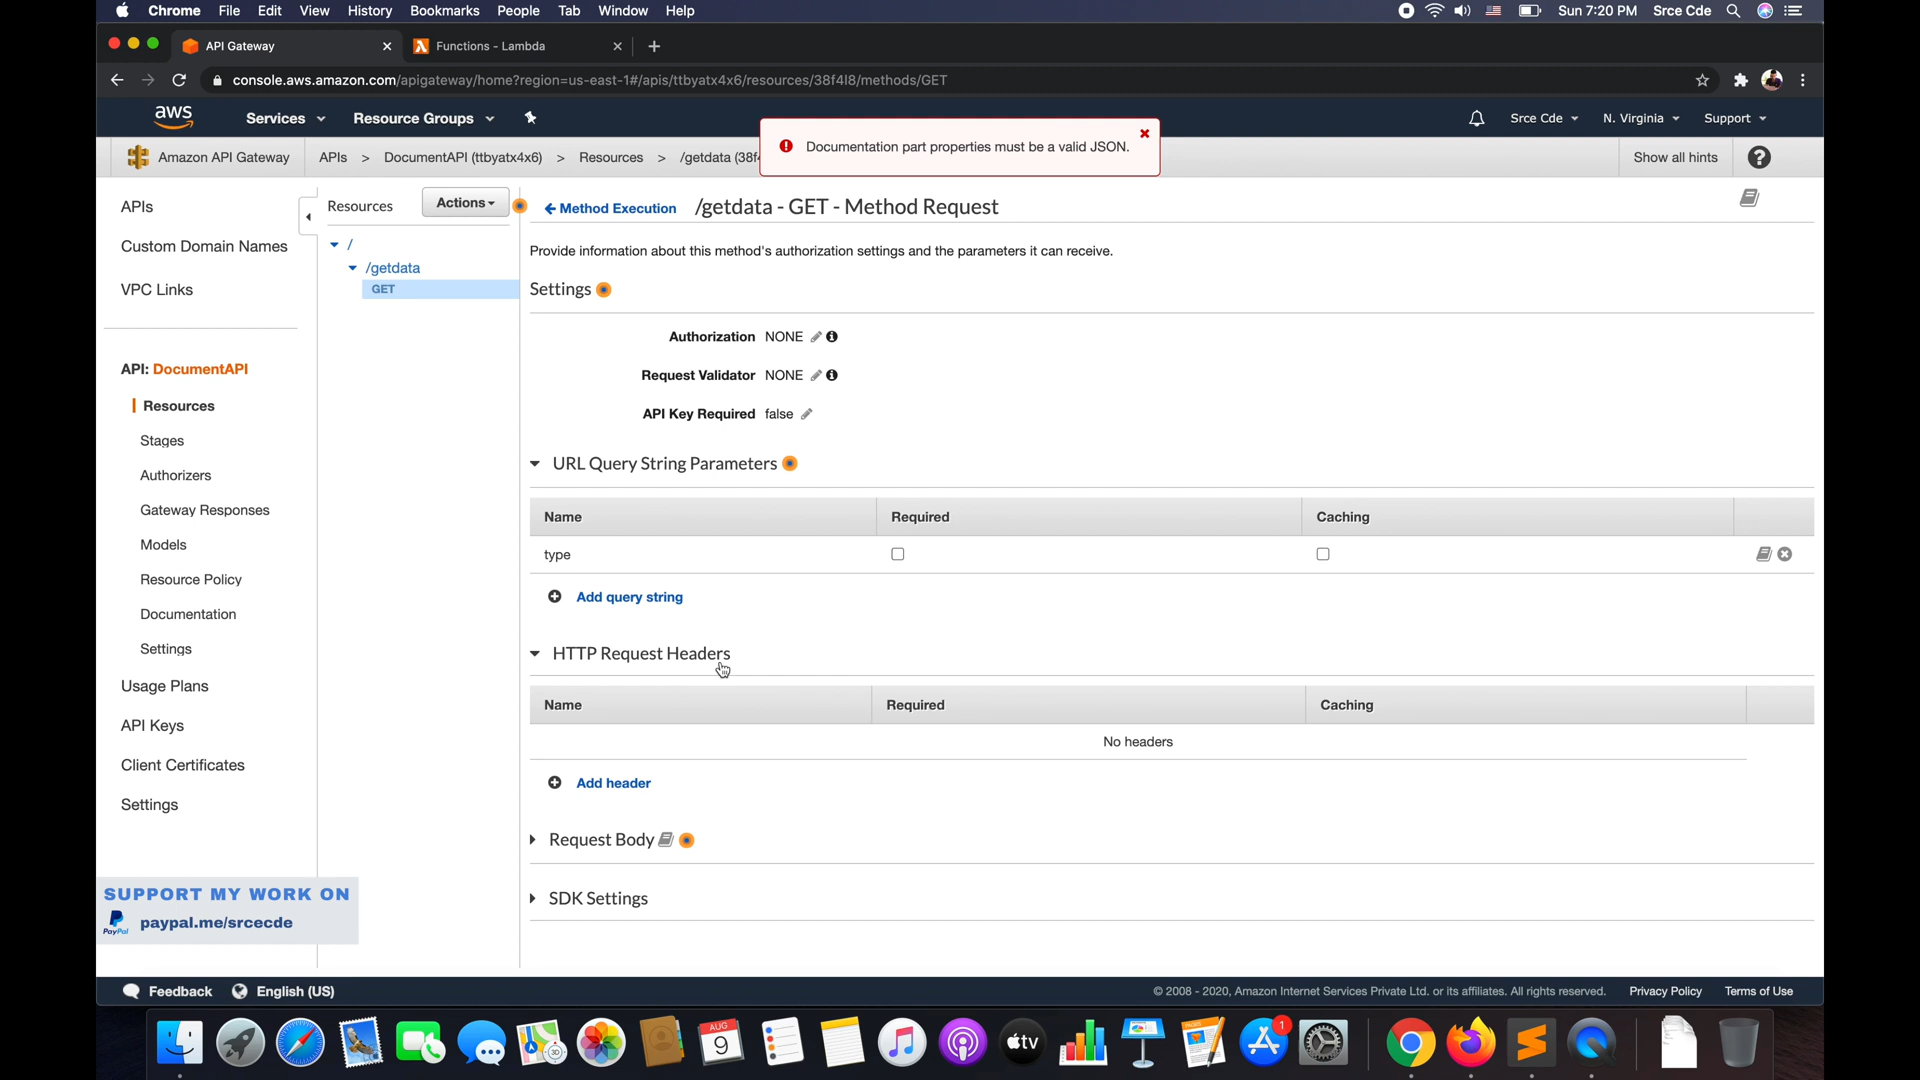 Chrome File Edit View History Bookmarks People Tab Window Help Sun 7:20 PM Srce Cde
API Gateway Functions - Lambda
console.aws.amazon.com/apigateway/home?region=us-east-1#/apis/ttbyatx4x6/resources/38f4l8/methods/GET
aws Services Resource Groups Srce Cde N. Virginia Support
Documentation part properties must be a valid JSON.
Amazon API Gateway APIs > DocumentAPI (ttbyatx4x6) > Resources > /getdata (38f4 Show all hints ?
APIs
Custom Domain Names
VPC Links
API: DocumentAPI
Resources
Stages
Authorizers
Gateway Responses
Models
Resource Policy
Documentation
Settings
Usage Plans
API Keys
Client Certificates
Settings
Resources Actions
/
/getdata
GET
Method Execution /getdata - GET - Method Request
Provide information about this method's authorization settings and the parameters it can receive.
Settings
Authorization NONE
Request Validator NONE
API Key Required false
URL Query String Parameters
Name Required Caching
type
Add query string
HTTP Request Headers
Name Required Caching
No headers
Add header
Request Body
SDK Settings
SUPPORT MY WORK ON
PayPal paypal.me/srcecde
Feedback English (US) © 2008 - 2020, Amazon Internet Services Private Ltd. or its affiliates. All rights reserved. Privacy Policy Terms of Use
AUG
9
3D
tv
PAGES
1